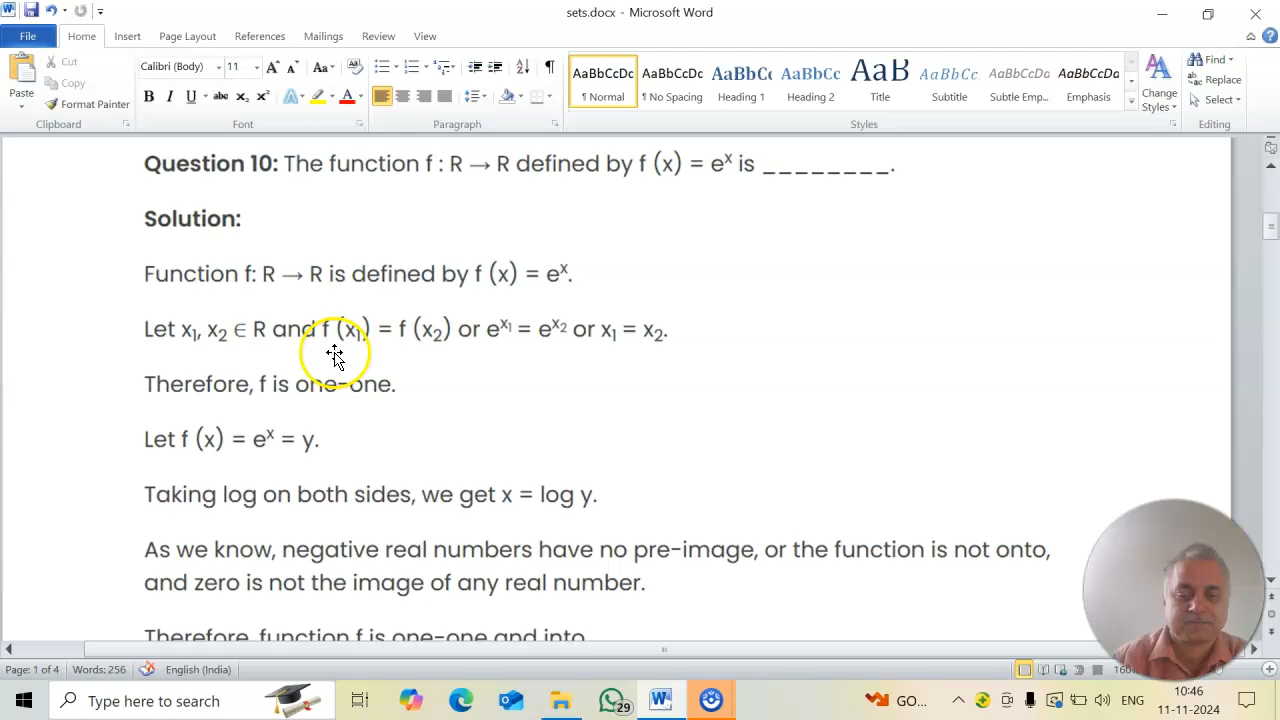 sets.docx - Microsoft Word
File Home Insert Page Layout References Mailings Review View
Paste Cut Copy Format Painter
Calibri (Body) 11
AaBbCcDc AaBbCcDc AaBbCc AaBbCc AaB AaBbCc. AaBbCcDc AaBbCcDc
¶ Normal ¶ No Spacing Heading 1 Heading 2 Title Subtitle Subtle Emp... Emphasis
Change Styles
Find Replace Select
Clipboard Font Paragraph Styles Editing
Question 10: The function f : R → R defined by f (x) = eˣ is ________.
Solution:
Function f: R → R is defined by f (x) = eˣ.
Let x₁, x₂ ∈ R and f (x₁) = f (x₂) or e^x₁ = e^x₂ or x₁ = x₂.
Therefore, f is one-one.
Let f (x) = eˣ = y.
Taking log on both sides, we get x = log y.
As we know, negative real numbers have no pre-image, or the function is not onto,
and zero is not the image of any real number.
Therefore, function f is one-one and into
Page: 1 of 4 Words: 256 English (India)
Type here to search
29
GO...
ENG
10:46
11-11-2024